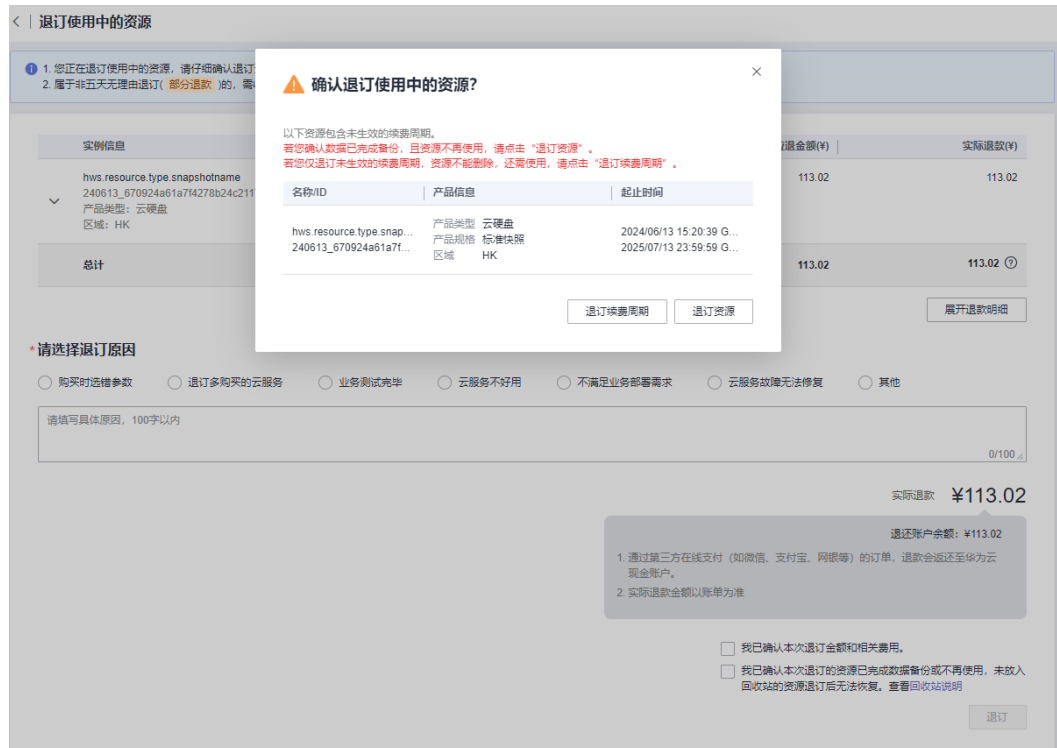 退订使用中的资源
1. 您正在退订使用中的资源，请仔细确认退订
2. 属于非五天无理由退订( 部分退款 )的，需
确认退订使用中的资源？
以下资源包含未生效的续费周期。
若您确认数据已完成备份，且资源不再使用，请点击“退订资源”。
若您仅退订未生效的续费周期，资源不能删除，还需使用，请点击“退订续费周期”。
名称/ID 产品信息 起止时间
hws.resource.type.snap...
240613_670924a61a7f...
产品类型 云硬盘
产品规格 标准快照
区域 HK
2024/06/13 15:20:39 G...
2025/07/13 23:59:59 G...
退订续费周期 退订资源
实例信息 退金额(¥) 实际退款(¥)
hws.resource.type.snapshotname
240613_670924a61a7f4278b24c211
产品类型：云硬盘
区域：HK
113.02 113.02
总计 113.02 113.02
展开退款明细
*请选择退订原因
购买时选错参数 退订多购买的云服务 业务测试完毕 云服务不好用 不满足业务部署需求 云服务故障无法修复 其他
请填写具体原因，100字以内
0/100
实际退款 ¥113.02
退还账户余额：¥113.02
1. 通过第三方在线支付（如微信、支付宝、网银等）的订单，退款会返还至华为云
现金账户。
2. 实际退款金额以账单为准
我已确认本次退订金额和相关费用。
我已确认本次退订的资源已完成数据备份或不再使用，未放入
回收站的资源退订后无法恢复。查看回收站说明
退订